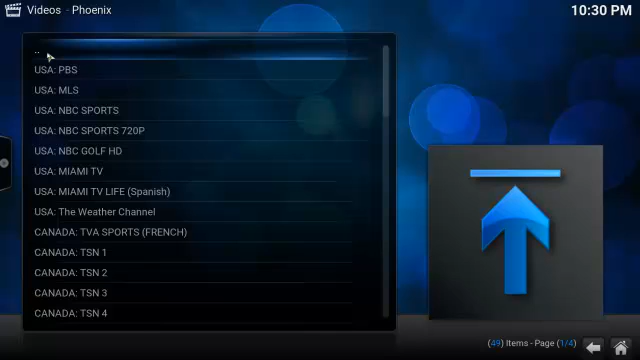 Videos · Phoenix
10:30 PM
..
USA: PBS
USA: MLS
USA: NBC SPORTS
USA: NBC SPORTS 720P
USA: NBC GOLF HD
USA: MIAMI TV
USA: MIAMI TV LIFE (Spanish)
USA: The Weather Channel
CANADA: TVA SPORTS (FRENCH)
CANADA: TSN 1
CANADA: TSN 2
CANADA: TSN 3
CANADA: TSN 4
(49) Items - Page (1/4)